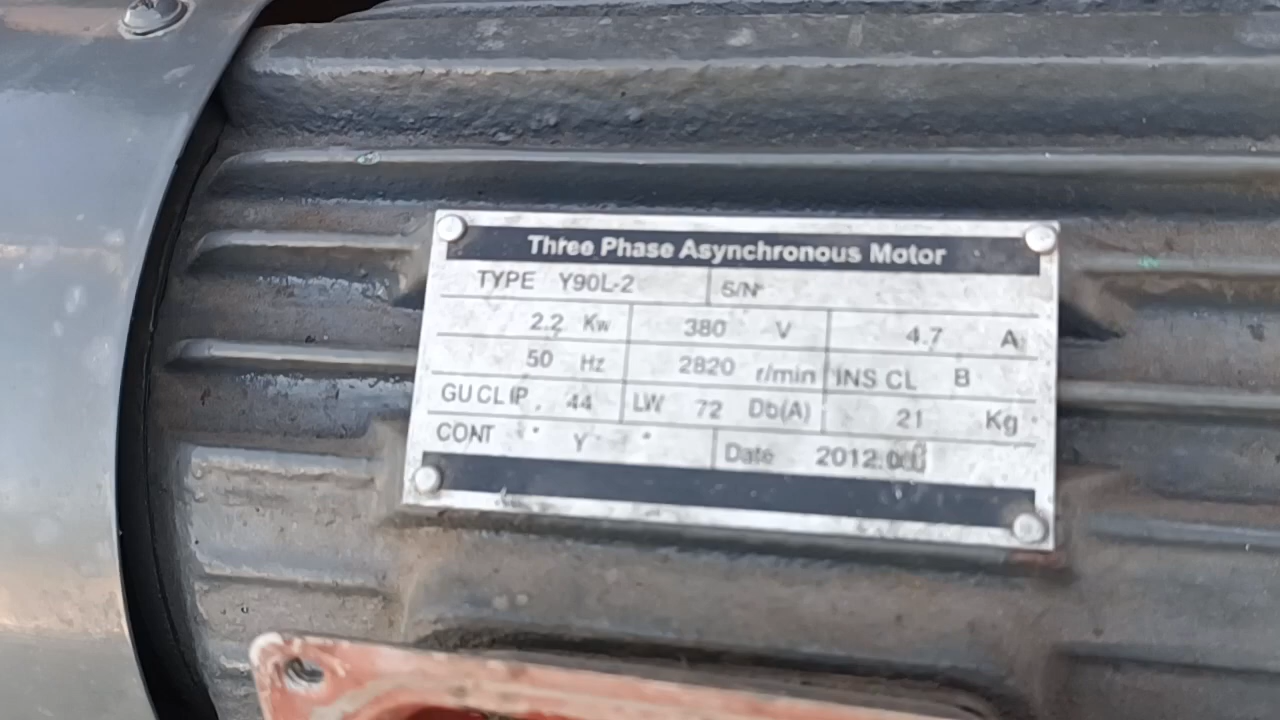 Three Phase Asynchronous Motor
TYPE Y90L-2 S/N°
2.2 Kw 380 V 4.7 A
50 Hz 2820 r/min INS CL B
GU CL IP 44 LW 72 Db(A) 21 Kg
CONT Y Date